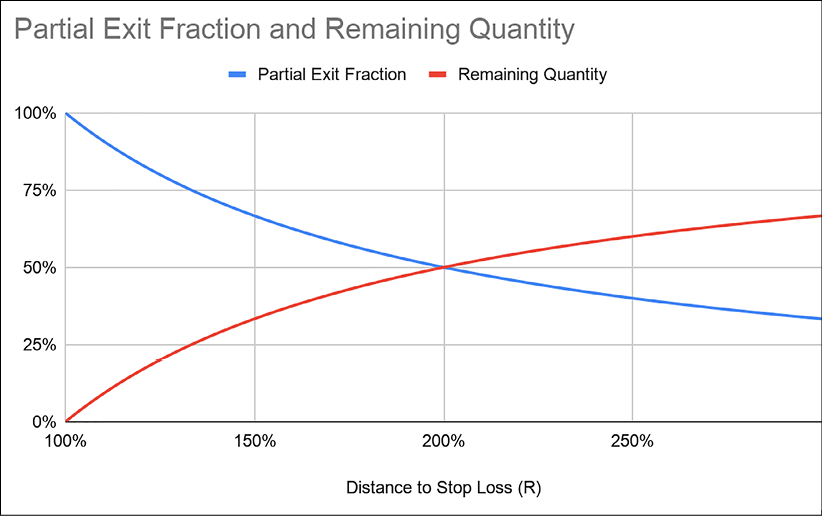 Partial Exit Fraction and Remaining Quantity
Partial Exit Fraction Remaining Quantity
100%
75%
50%
25%
0%
100% 150% 200% 250%
Distance to Stop Loss (R)